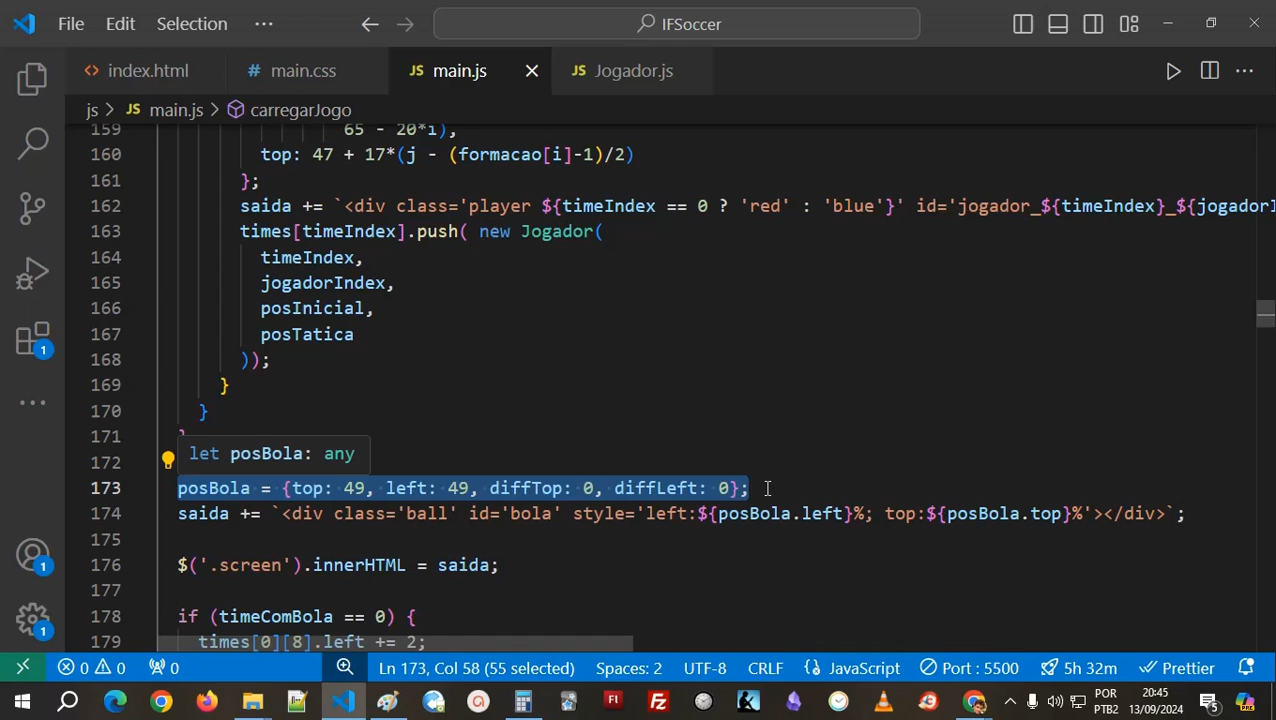 File Edit Selection ··· IFSoccer
index.html # main.css JS main.js JS Jogador.js
js > JS main.js > carregarJogo
159 65 - 20*i),
160 top: 47 + 17*(j - (formacao[i]-1)/2)
161 };
162 saida += `<div class='player ${timeIndex == 0 ? 'red' : 'blue'}' id='jogador_${timeIndex}_${jogadorI
163 times[timeIndex].push( new Jogador(
164 timeIndex,
165 jogadorIndex,
166 posInicial,
167 posTatica
168 ));
169 }
170 }
171 }
172 let posBola: any
173 posBola = {top: 49, left: 49, diffTop: 0, diffLeft: 0};
174 saida += `<div class='ball' id='bola' style='left:${posBola.left}%; top:${posBola.top}%'></div>`;
175
176 $('.screen').innerHTML = saida;
177
178 if (timeComBola == 0) {
179 times[0][8].left += 2;
0 0 0 Ln 173, Col 58 (55 selected) Spaces: 2 UTF-8 CRLF JavaScript Port : 5500 5h 32m Prettier
POR 20:45
PTB2 13/09/2024